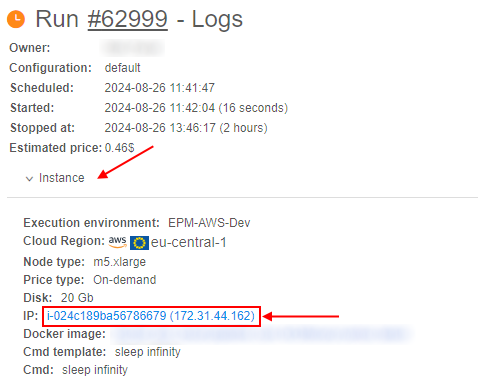 Run #62999 - Logs
Owner:
Configuration: default
Scheduled: 2024-08-26 11:41:47
Started: 2024-08-26 11:42:04 (16 seconds)
Stopped at: 2024-08-26 13:46:17 (2 hours)
Estimated price: 0.46$
Instance
Execution environment: EPM-AWS-Dev
Cloud Region: aws eu-central-1
Node type: m5.xlarge
Price type: On-demand
Disk: 20 Gb
IP: i-024c189ba56786679 (172.31.44.162)
Docker image:
Cmd template: sleep infinity
Cmd: sleep infinity